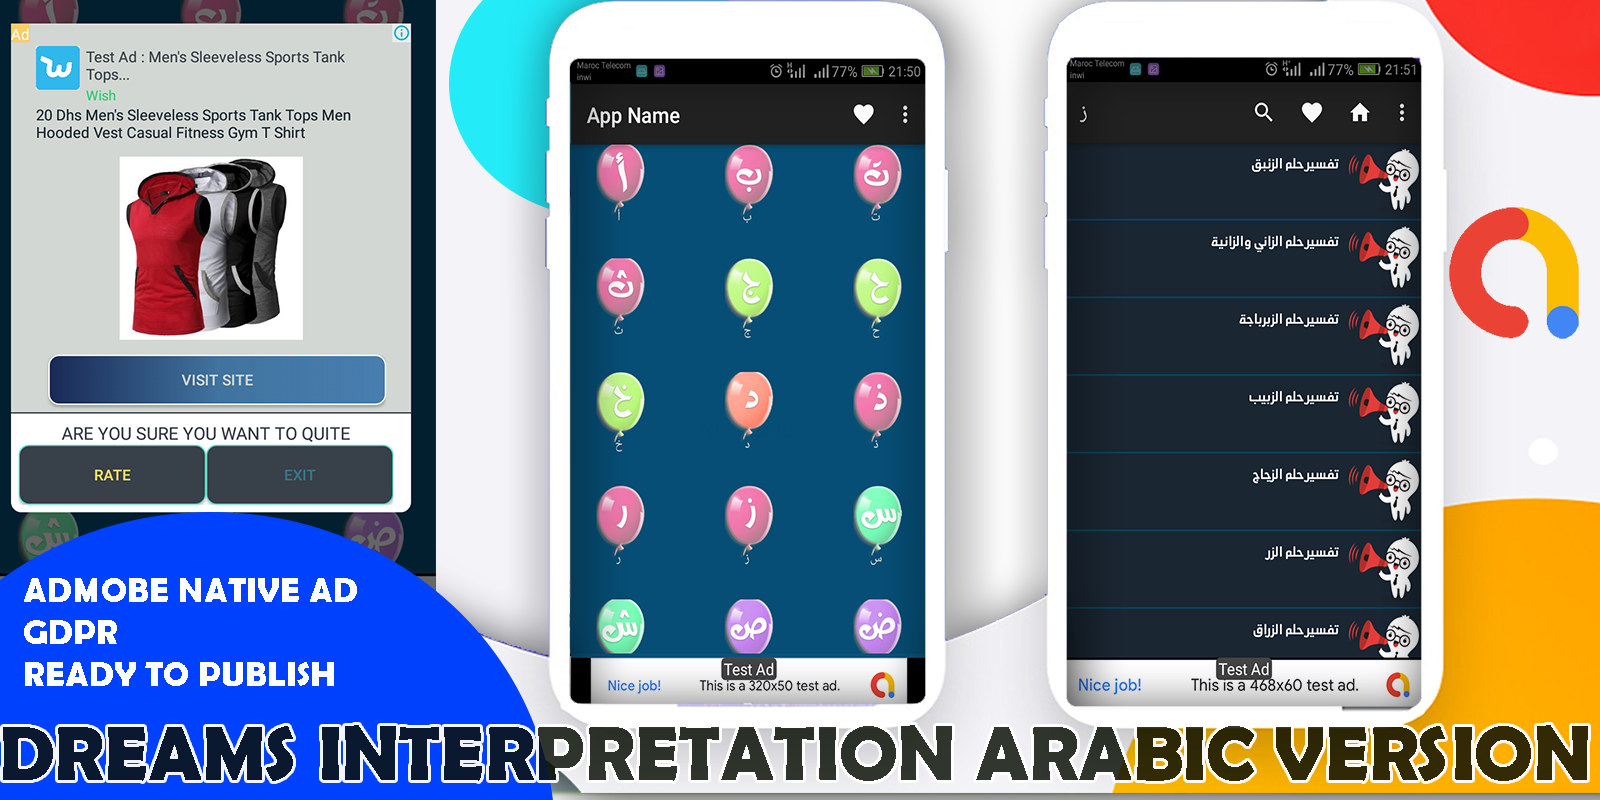 Ad
Test Ad : Men's Sleeveless Sports Tank
Tops...
Wish
20 Dhs Men's Sleeveless Sports Tank Tops Men
Hooded Vest Casual Fitness Gym T Shirt
VISIT SITE
ARE YOU SURE YOU WANT TO QUITE
RATE
EXIT
ش
ض
ADMOBE NATIVE AD
GDPR
READY TO PUBLISH
Maroc Telecom
inwi
H
77%
21:50
App Name
أ
ب
ت
أ
ب
ت
ث
ج
ح
ث
ج
ح
خ
د
ذ
خ
د
ذ
ر
ز
س
ر
ز
س
ش
ص
ض
Test Ad
Nice job!
This is a 320x50 test ad.
Maroc Telecom
inwi
H+
77%
21:51
ز
تفسير حلم الزئبق
تفسير حلم الزاني والزانية
تفسير حلم الزبرباجة
تفسير حلم الزبيب
تفسير حلم الزجاج
تفسير حلم الزر
تفسير حلم الزراق
Test Ad
Nice job!
This is a 468x60 test ad.
DREAMS INTERPRETATION ARABIC VERSION